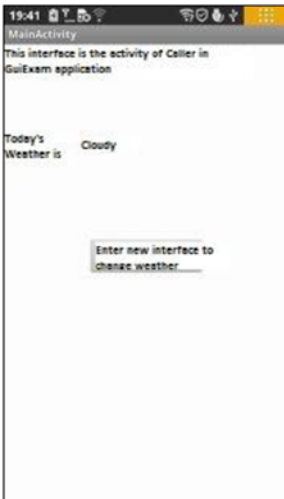 19:41
MainActivity
This interface is the activity of Caller in
GuiExam application
Today's
Weather is
Cloudy
Enter new interface to
change weather